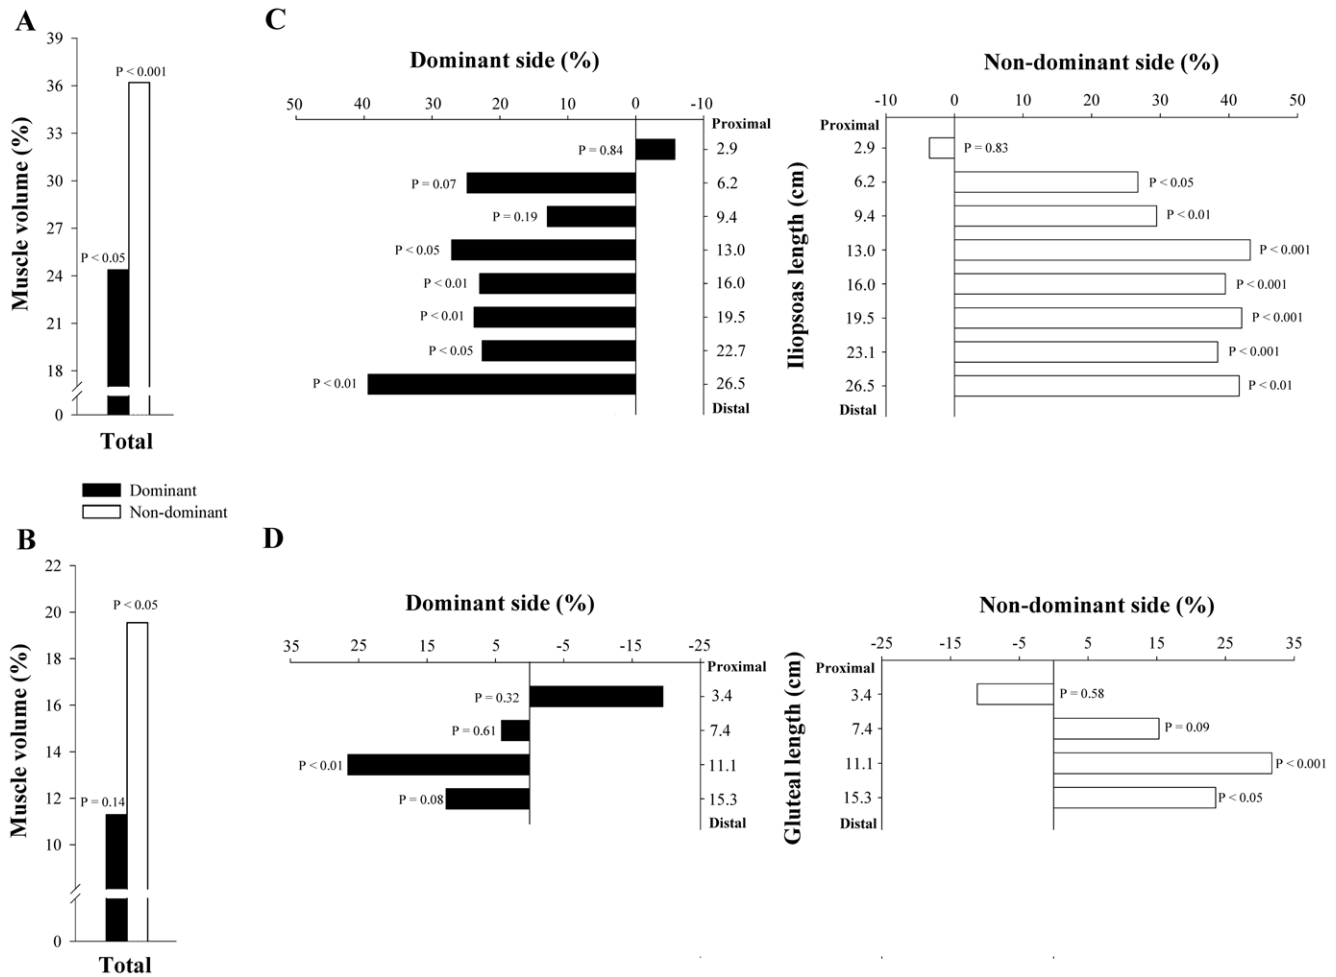 A
39
36
33
30
27
24
21
18
0
Muscle volume (%)
P < 0.001
P < 0.05
Total
Dominant
Non-dominant
B
22
20
18
16
14
12
10
0
Muscle volume (%)
P < 0.05
P = 0.14
Total
C
Dominant side (%)
50 40 30 20 10 0 -10
Proximal
P = 0.84 2.9
P = 0.07 6.2
P = 0.19 9.4
P < 0.05 13.0
P < 0.01 16.0
P < 0.01 19.5
P < 0.05 22.7
P < 0.01 26.5
Distal
Non-dominant side (%)
-10 0 10 20 30 40 50
Iliopsoas length (cm)
Proximal
2.9 P = 0.83
6.2 P < 0.05
9.4 P < 0.01
13.0 P < 0.001
16.0 P < 0.001
19.5 P < 0.001
23.1 P < 0.001
26.5 P < 0.01
Distal
D
Dominant side (%)
35 25 15 5 -5 -15 -25
Proximal
P = 0.32 3.4
P = 0.61 7.4
P < 0.01 11.1
P = 0.08 15.3
Distal
Non-dominant side (%)
-25 -15 -5 5 15 25 35
Gluteal length (cm)
Proximal
3.4 P = 0.58
7.4 P = 0.09
11.1 P < 0.001
15.3 P < 0.05
Distal